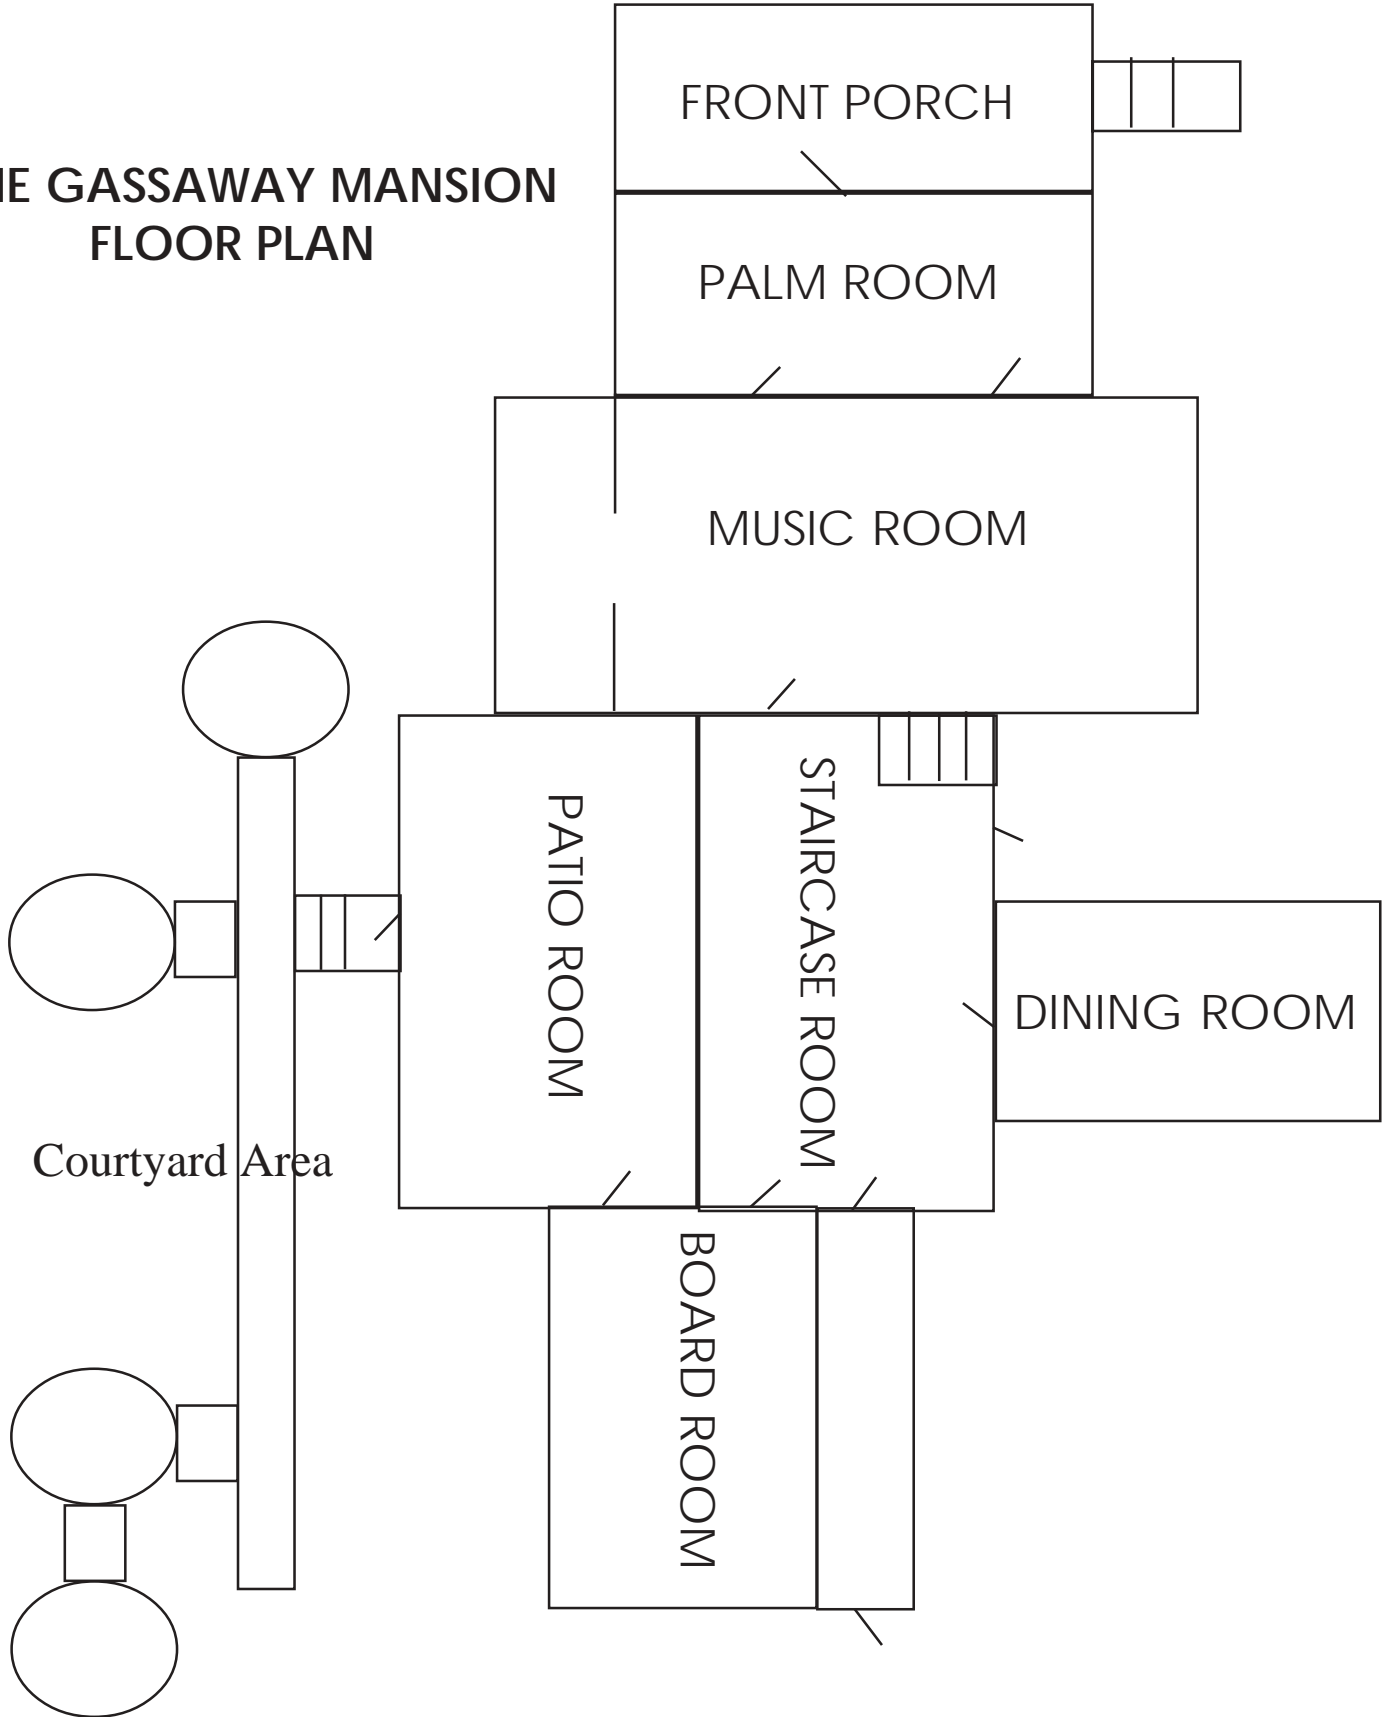 FRONT PORCH
HE GASSAWAY MANSION
FLOOR PLAN
PALM ROOM
MUSIC ROOM
PATIO ROOM
STAIRCASE ROOM
DINING ROOM
Courtyard Area
BOARD ROOM